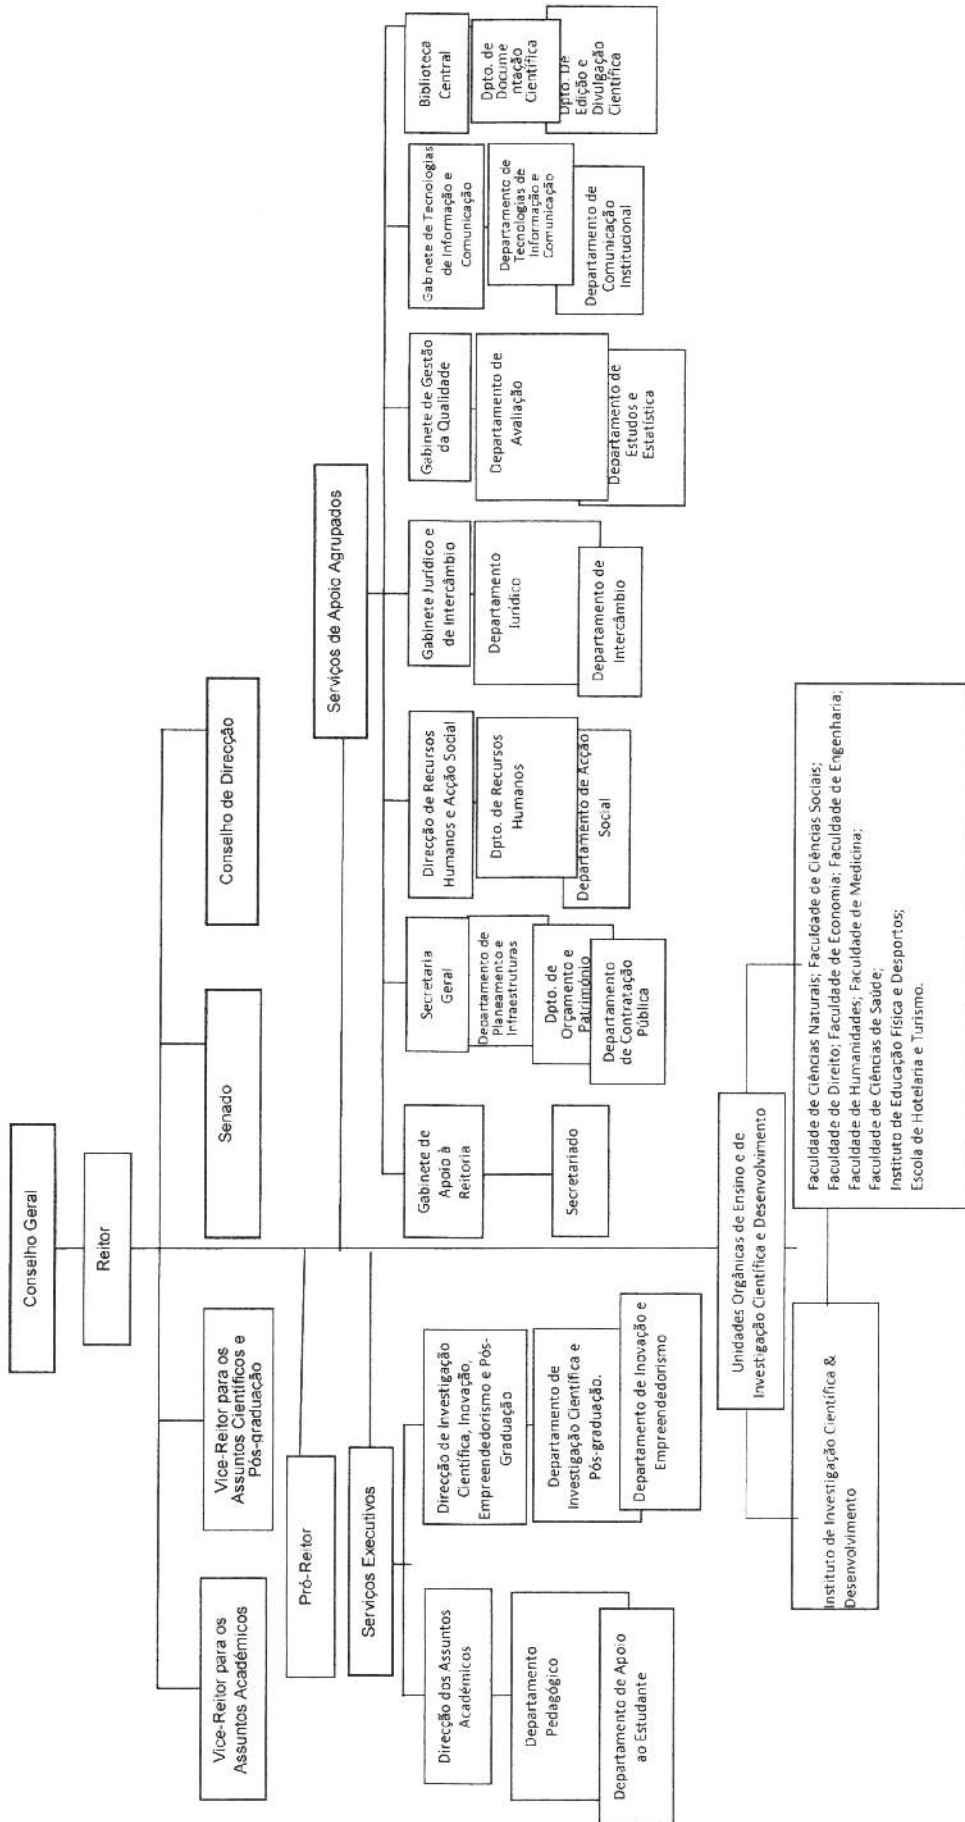 Conselho Geral
Reitor
Vice-Reitor para os
Assuntos Académicos
Vice-Reitor para os
Assuntos Científicos e
Pós-graduação
Senado
Conselho de Direcção
Pró-Reitor
Serviços Executivos
Serviços de Apoio Agrupados
Direcção dos Assuntos
Académicos
Departamento
Pedagógico
Departamento de Apoio
ao Estudante
Direcção de Investigação
Científica, Inovação,
Empreendedorismo e Pós-
Graduação
Departamento de
Investigação Científica e
Pós-graduação.
Departamento de Inovação e
Empreendedorismo
Gabinete de
Apoio à
Reitoria
Secretariado
Secretaria
Geral
Departamento de
Planeamento e
Infraestruturas
Dpto. de
Orçamento e
Património
Departamento
de Contratação
Pública
Direcção de Recursos
Humanos e Acção Social
Dpto. de Recursos
Humanos
Departamento de Acção
Social
Gabinete Jurídico e
de Intercâmbio
Departamento
Jurídico
Departamento de
Intercâmbio
Gabinete de Gestão
da Qualidade
Departamento de
Avaliação
Departamento de
Estudos e
Estatística
Gabinete de Tecnologias
de Informação e
Comunicação
Departamento de
Tecnologias de
Informação e
Comunicação
Departamento de
Comunicação
Institucional
Biblioteca
Central
Dpto. de
Docume
ntação
Científica
Dpto. De
Edição e
Divulgação
Científica
Unidades Orgânicas de Ensino e de
Investigação Científica e Desenvolvimento
Instituto de Investigação Científica &
Desenvolvimento
Faculdade de Ciências Naturais; Faculdade de Ciências Sociais;
Faculdade de Direito; Faculdade de Economia; Faculdade de Engenharia;
Faculdade de Humanidades; Faculdade de Medicina;
Faculdade de Ciências de Saúde;
Instituto de Educação Física e Desportos;
Escola de Hotelaria e Turismo.